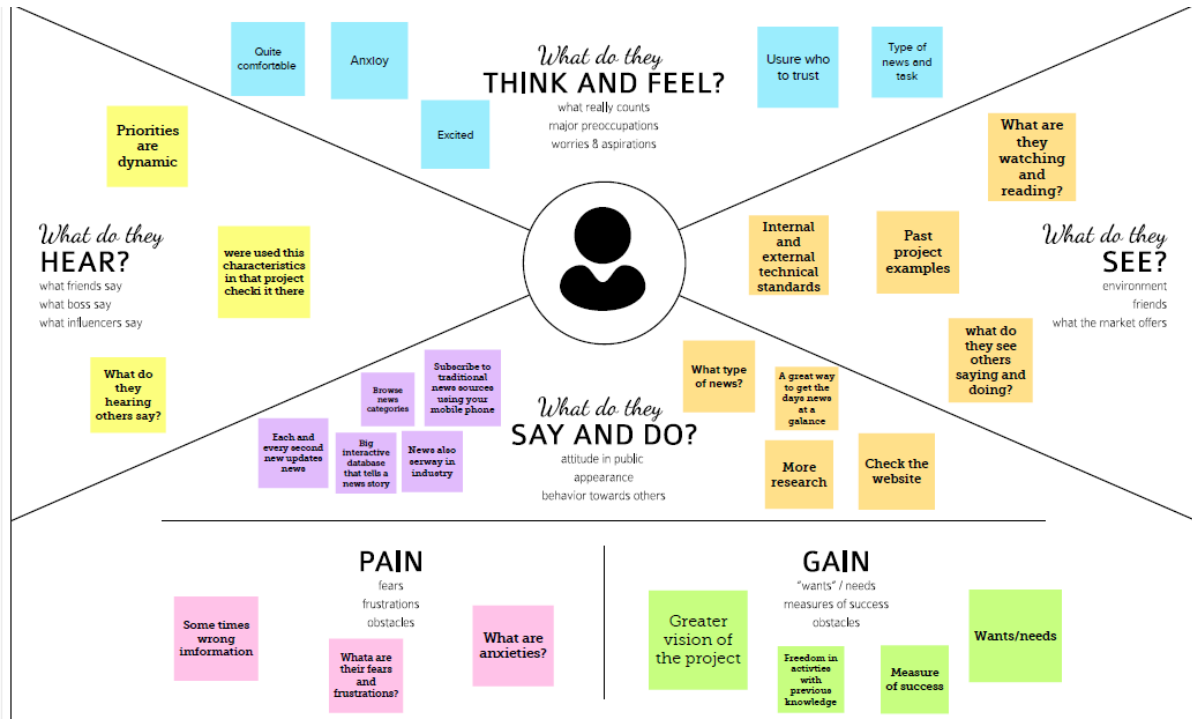 Quite
comfortable
Anxloy
Excited
What do they
THINK AND FEEL?
what really counts
major preoccupations
worries & aspirations
Usure who
to trust
Type of
news and
task
Priorities
are
dynamic
What do they
HEAR?
what friends say
what boss say
what influencers say
were used this
characteristics
in that project
checki it there
What do
they
hearing
others say?
What are
they
watching
and
reading?
Internal
and
external
technical
standards
Past
project
examples
What do they
SEE?
environment
friends
what the market offers
what do
they see
others
saying and
doing?
Browse
news
categories
Subscribe to
traditional
news sources
using your
mobile phone
Each and
every second
new updates
news
Big
interactive
database
that tells a
news story
News also
serway in
industry
What do they
SAY AND DO?
attitude in public
appearance
behavior towards others
What type
of news?
A great way
to get the
days news
at a
galance
More
research
Check the
website
PAIN
fears
frustrations
obstacles
Some times
wrong
imformation
Whata are
their fears
and
frustrations?
What are
anxieties?
GAIN
"wants" / needs
measures of success
obstacles
Greater
vision of
the project
Freedom in
activties
with
previous
knowledge
Measure
of success
Wants/needs